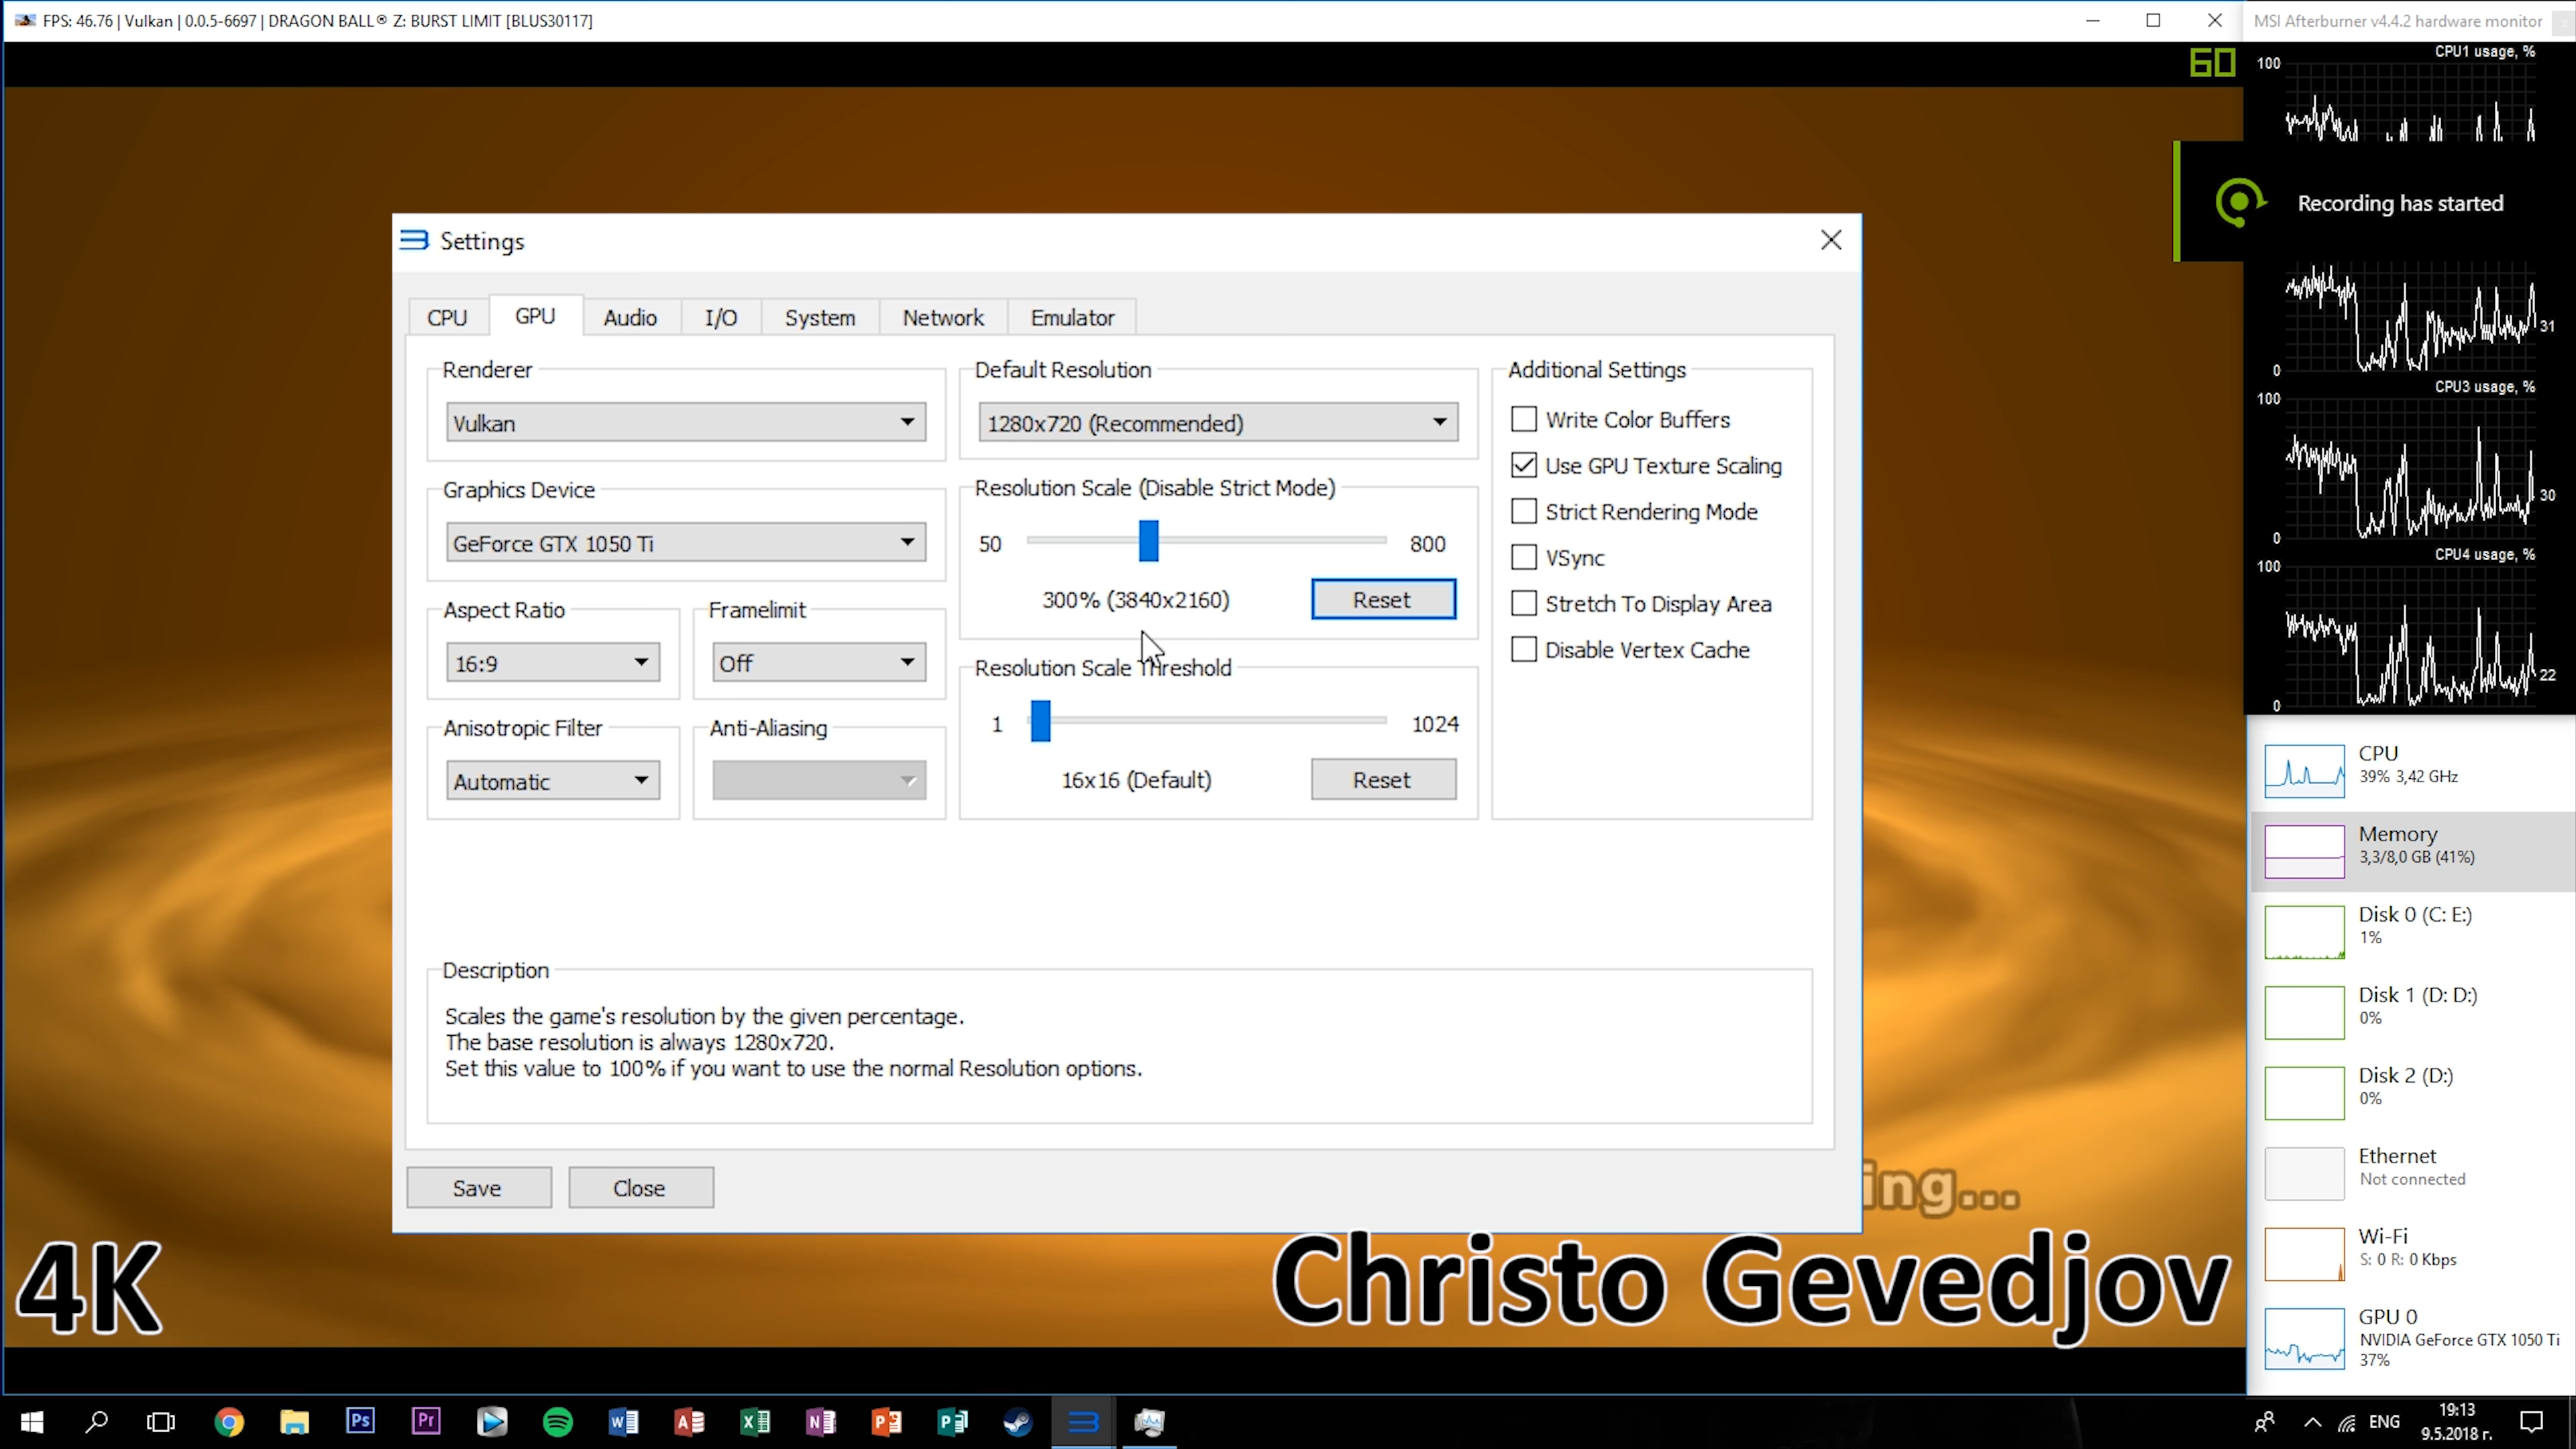 FPS: 46.76 | Vulkan | 0.0.5-6697 | DRAGON BALL® Z: BURST LIMIT [BLUS30117]
MSI Afterburner v4.4.2 hardware monitor
60
CPU1 usage, %
100
Recording has started
31
0
CPU3 usage, %
100
30
0
CPU4 usage, %
100
22
0
Settings
CPU
GPU
Audio
I/O
System
Network
Emulator
Renderer
Vulkan
Graphics Device
GeForce GTX 1050 Ti
Aspect Ratio
16:9
Framelimit
Off
Anisotropic Filter
Automatic
Anti-Aliasing
Default Resolution
1280x720 (Recommended)
Resolution Scale (Disable Strict Mode)
50
800
300% (3840x2160)
Reset
Resolution Scale Threshold
1
1024
16x16 (Default)
Reset
Additional Settings
Write Color Buffers
Use GPU Texture Scaling
Strict Rendering Mode
VSync
Stretch To Display Area
Disable Vertex Cache
Description
Scales the game's resolution by the given percentage.
The base resolution is always 1280x720.
Set this value to 100% if you want to use the normal Resolution options.
Save
Close
ing...
4K
Christo Gevedjov
CPU
39% 3,42 GHz
Memory
3,3/8,0 GB (41%)
Disk 0 (C: E:)
1%
Disk 1 (D: D:)
0%
Disk 2 (D:)
0%
Ethernet
Not connected
Wi-Fi
S: 0 R: 0 Kbps
GPU 0
NVIDIA GeForce GTX 1050 Ti
37%
Ps
Pr
ENG
19:13
9.5.2018 г.